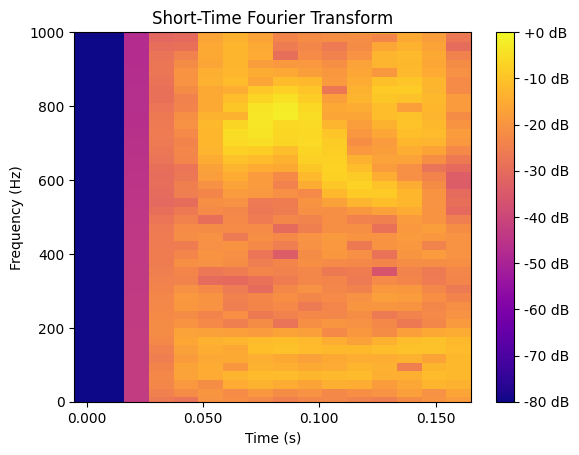 Short-Time Fourier Transform
1000
800
600
400
200
0
Frequency (Hz)
0.000
0.050
0.100
0.150
Time (s)
+0 dB
-10 dB
-20 dB
-30 dB
-40 dB
-50 dB
-60 dB
-70 dB
-80 dB